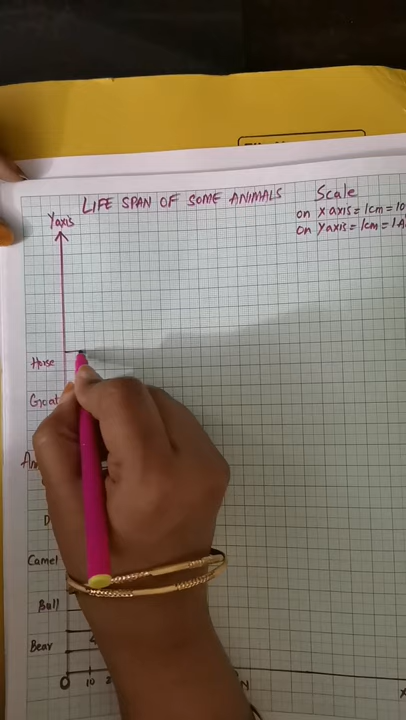 LIFE SPAN OF SOME ANIMALS
Scale
on x axis = 1cm = 10
on Y axis = 1cm = 1A
Y axis
Horse
Goat
Camel
Bull
Bear
0 10